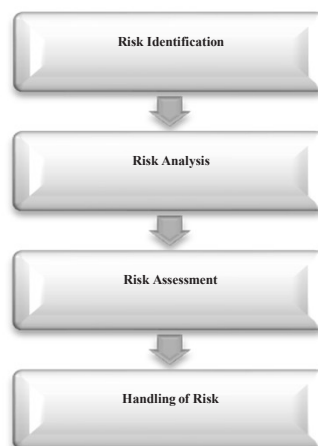 Risk Identification
Risk Analysis
Risk Assessment
Handling of Risk